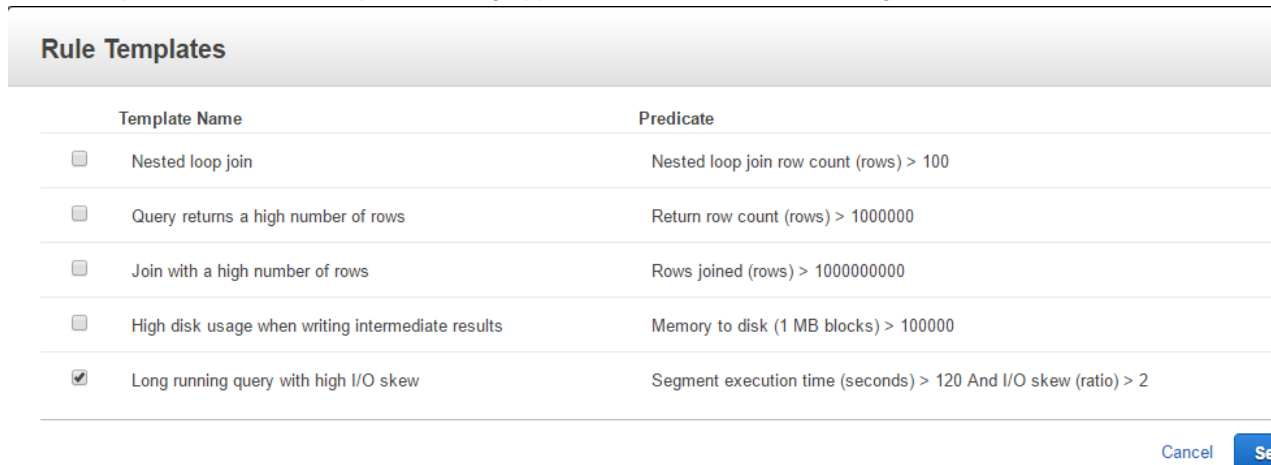 Rule Templates
Template Name Predicate
Nested loop join Nested loop join row count (rows) > 100
Query returns a high number of rows Return row count (rows) > 1000000
Join with a high number of rows Rows joined (rows) > 1000000000
High disk usage when writing intermediate results Memory to disk (1 MB blocks) > 100000
Long running query with high I/O skew Segment execution time (seconds) > 120 And I/O skew (ratio) > 2
Cancel